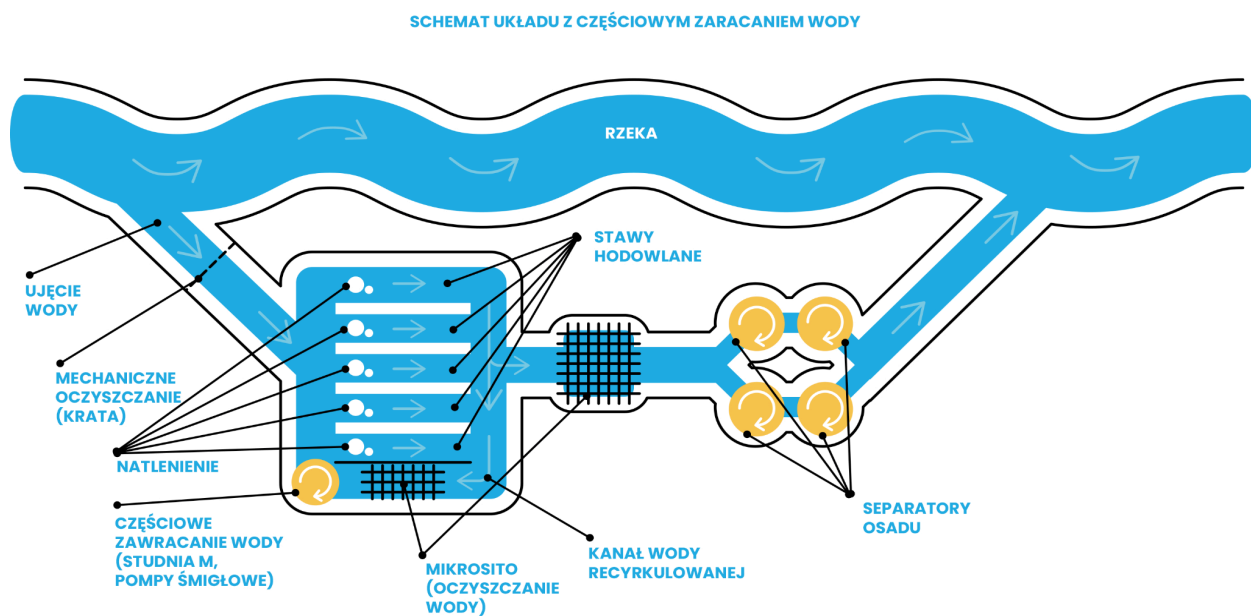 SCHEMAT UKŁADU Z CZĘŚCIOWYM ZARACANIEM WODY
RZEKA
STAWY
HODOWLANE
UJĘCIE
WODY
MECHANICZNE
OCZYSZCZANIE
(KRATA)
NATLENIENIE
CZĘŚCIOWE
ZAWRACANIE WODY
(STUDNIA M,
POMPY ŚMIGŁOWE)
MIKROSITO
(OCZYSZCZANIE
WODY)
KANAŁ WODY
RECYRKULOWANEJ
SEPARATORY
OSADU